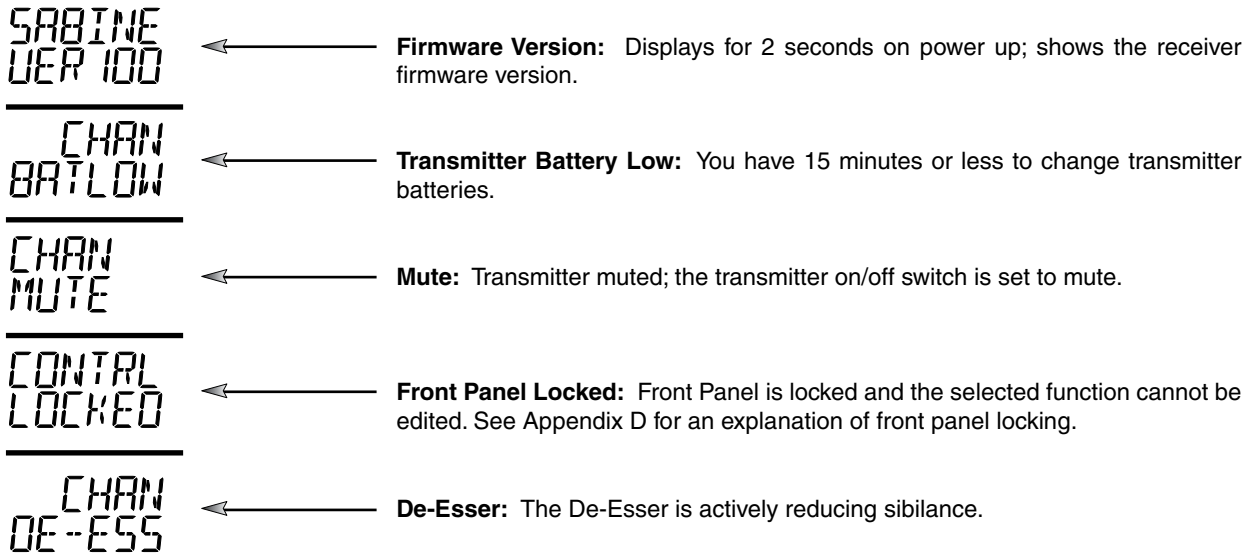 SABINE
VER 100
Firmware Version: Displays for 2 seconds on power up; shows the receiver
firmware version.
CHAN
BATLOW
Transmitter Battery Low: You have 15 minutes or less to change transmitter
batteries.
CHAN
MUTE
Mute: Transmitter muted; the transmitter on/off switch is set to mute.
CONTRL
LOCKED
Front Panel Locked: Front Panel is locked and the selected function cannot be
edited. See Appendix D for an explanation of front panel locking.
CHAN
DE-ESS
De-Esser: The De-Esser is actively reducing sibilance.